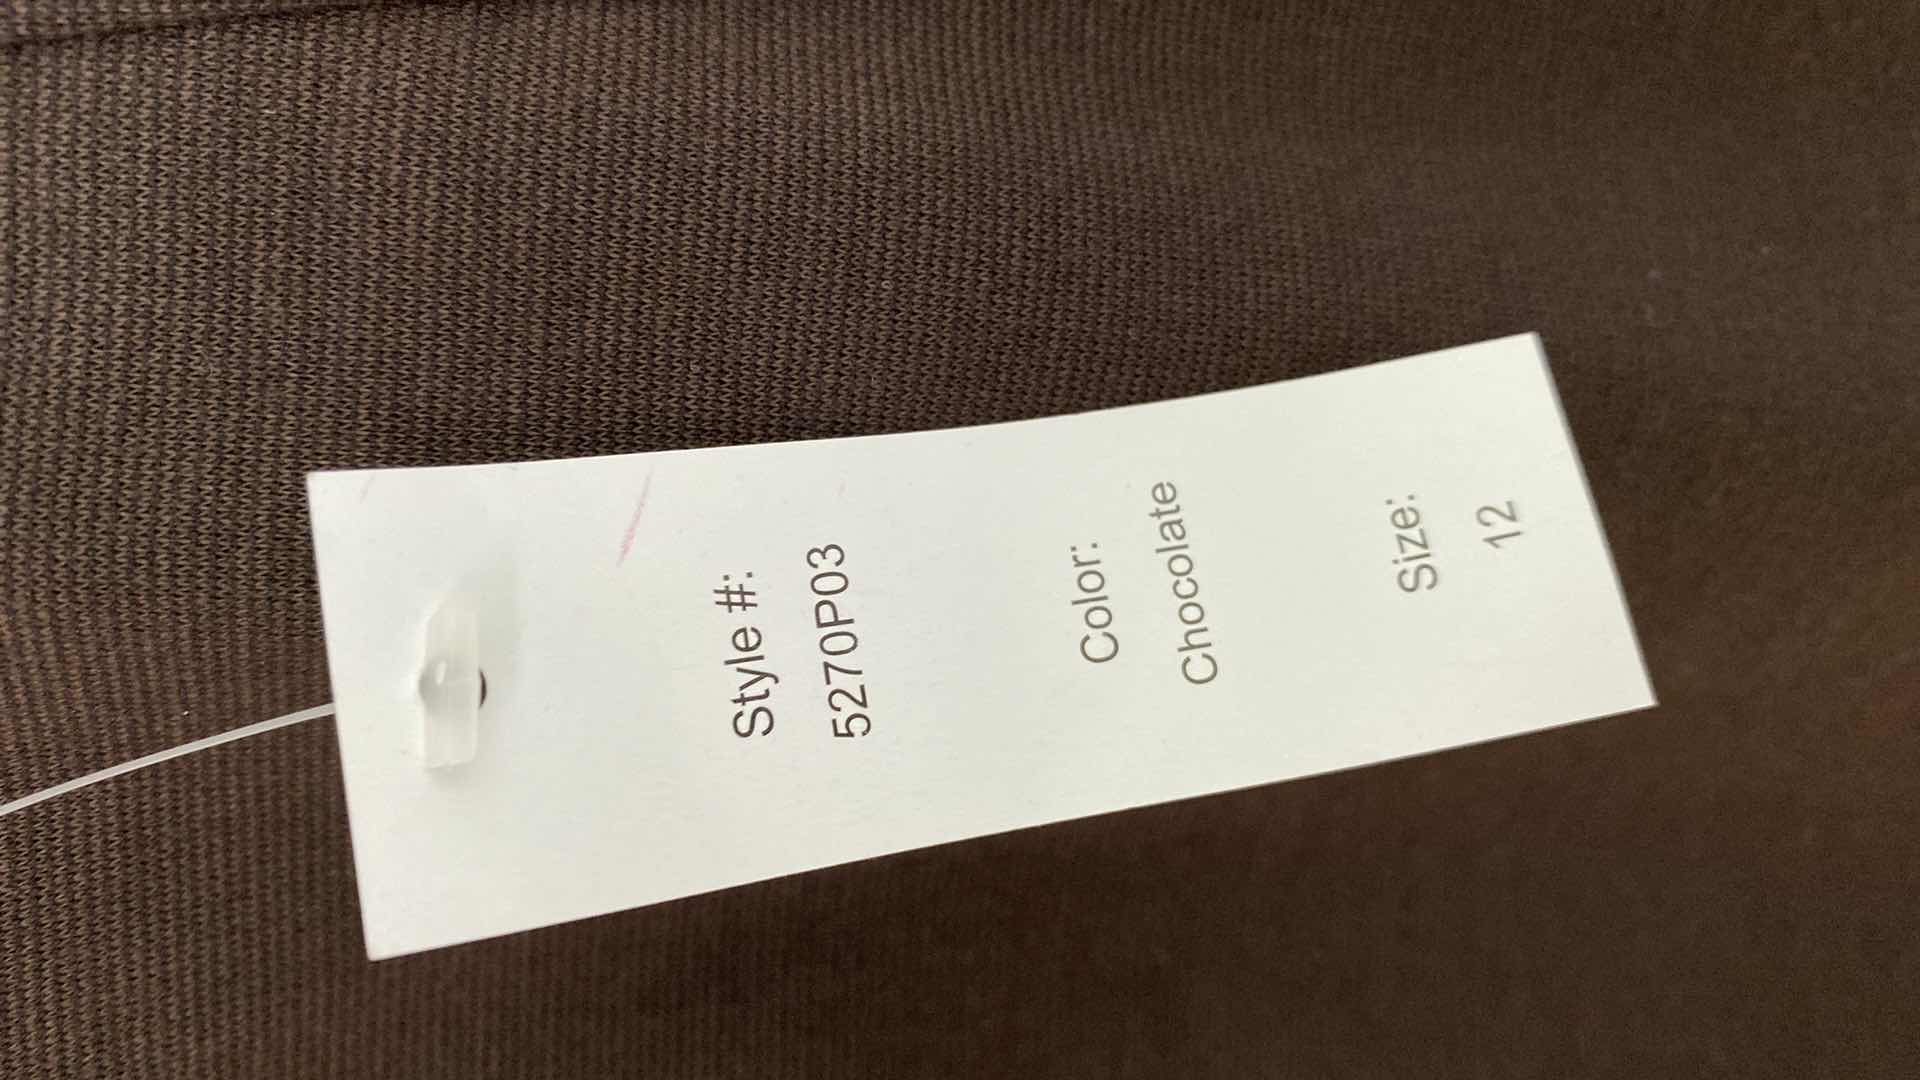 Style #:
5270P03
Color:
Chocolate
Size:
12